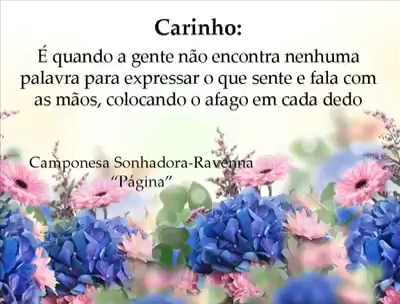 Carinho:
É quando a gente não encontra nenhuma
palavra para expressar o que sente e fala com
as mãos, colocando o afago em cada dedo
Camponesa Sonhadora-Ravenna
“Página”